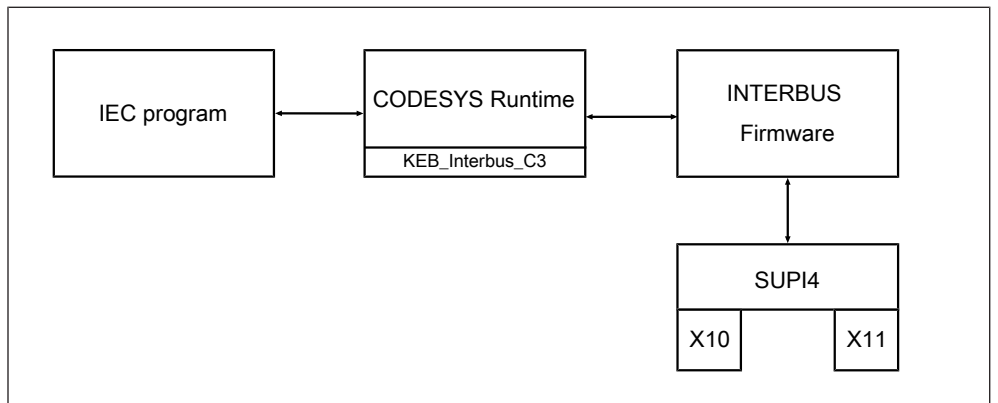 IEC program
CODESYS Runtime
KEB_Interbus_C3
INTERBUS
Firmware
SUPI4
X10
X11